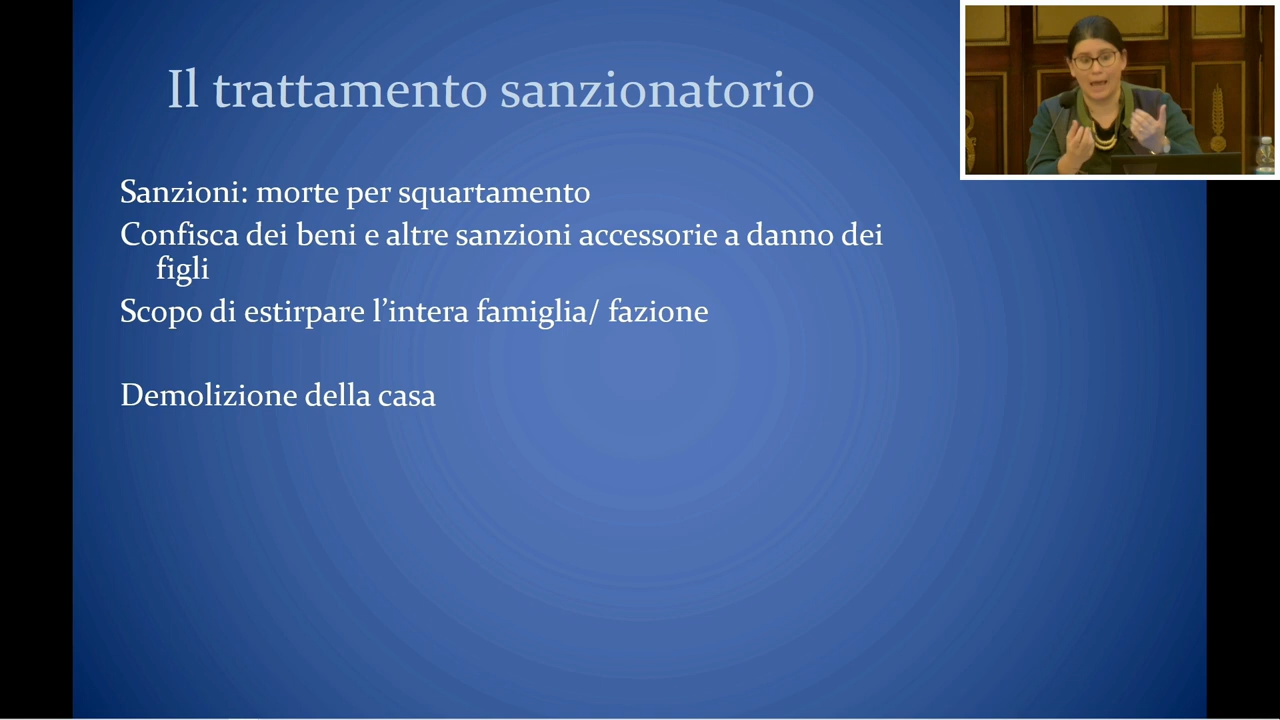 Il trattamento sanzionatorio
Sanzioni: morte per squartamento
Confisca dei beni e altre sanzioni accessorie a danno dei
figli
Scopo di estirpare l’intera famiglia/ fazione
Demolizione della casa